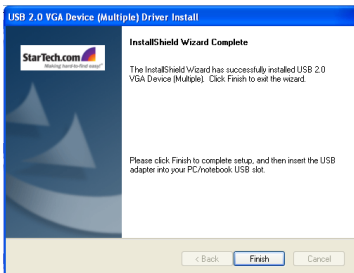 USB 2.0 VGA Device (Multiple) Driver Install
StarTech.com
Making hard-to-find easy!
InstallShield Wizard Complete
The InstallShield Wizard has successfully installed USB 2.0
VGA Device (Multiple). Click Finish to exit the wizard.
Please click Finish to complete setup, and then insert the USB
adapter into your PC/notebook USB slot.
< Back
Finish
Cancel